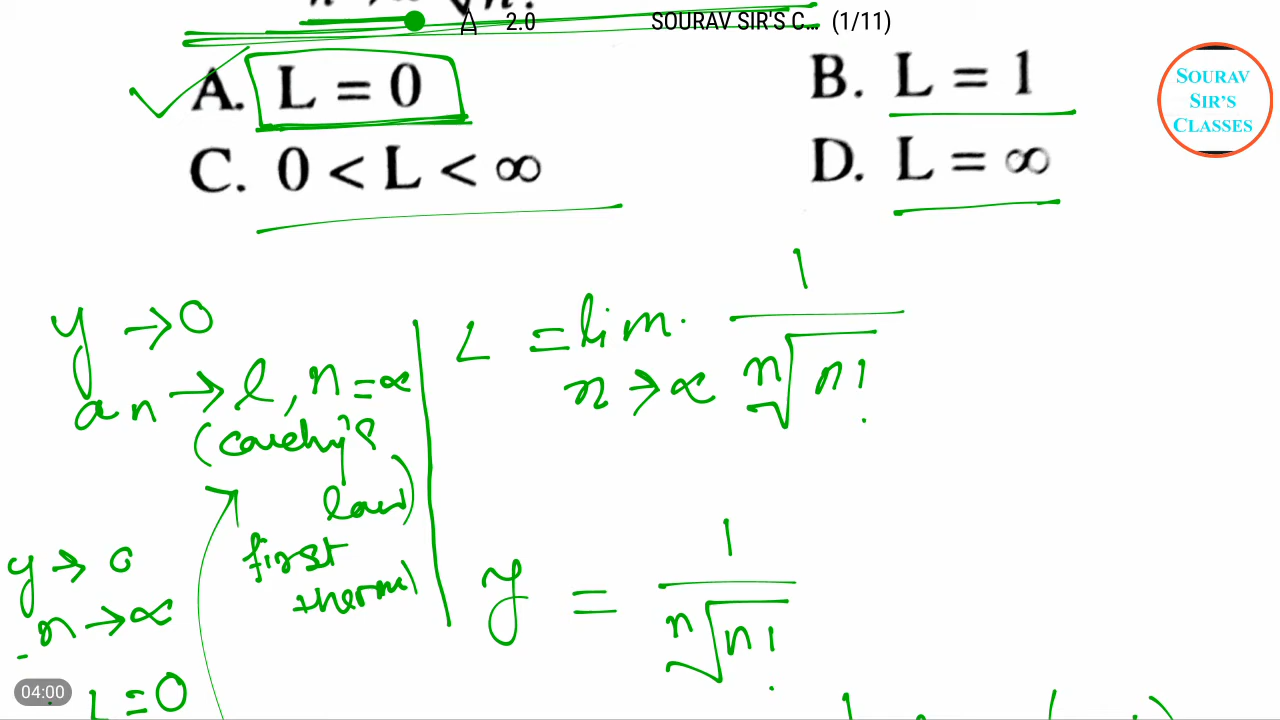 Δ 2.0 SOURAV SIR'S C... (1/11)
A. L = 0
B. L = 1
C. 0 < L < ∞
D. L = ∞
SOURAV
SIR'S
CLASSES
y → 0
an → l, n = ∝
(cauchy's
law)
first
therm)
y → 0
n → ∝
L = 0
L = lim. 1
n → ∝ n√n!
y = 1
n√n!
04:00